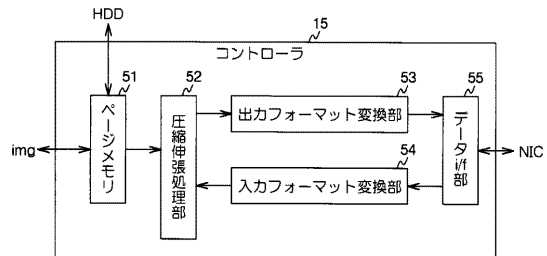 HDD
15
コントローラ
51
52
53
55
ページメモリ
圧縮伸張処理部
出力フォーマット変換部
データi/f部
img
NIC
54
入力フォーマット変換部